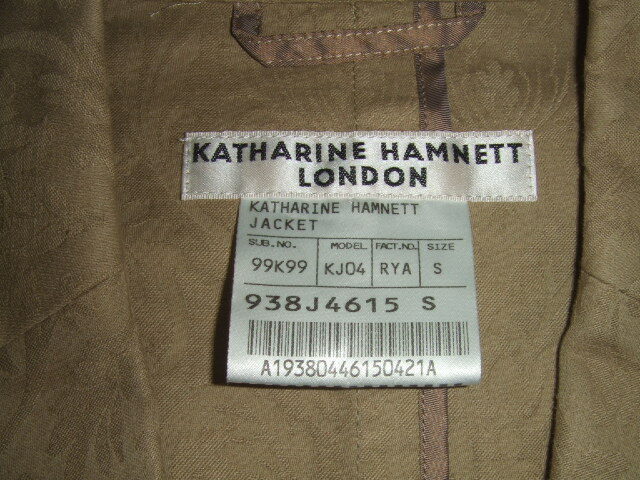 KATHARINE HAMNETT
LONDON
KATHARINE HAMNETT
JACKET
SUB.NO. MODEL FACT.NO. SIZE
99K99 KJ04 RYA S
938J4615 S
A19380446150421A